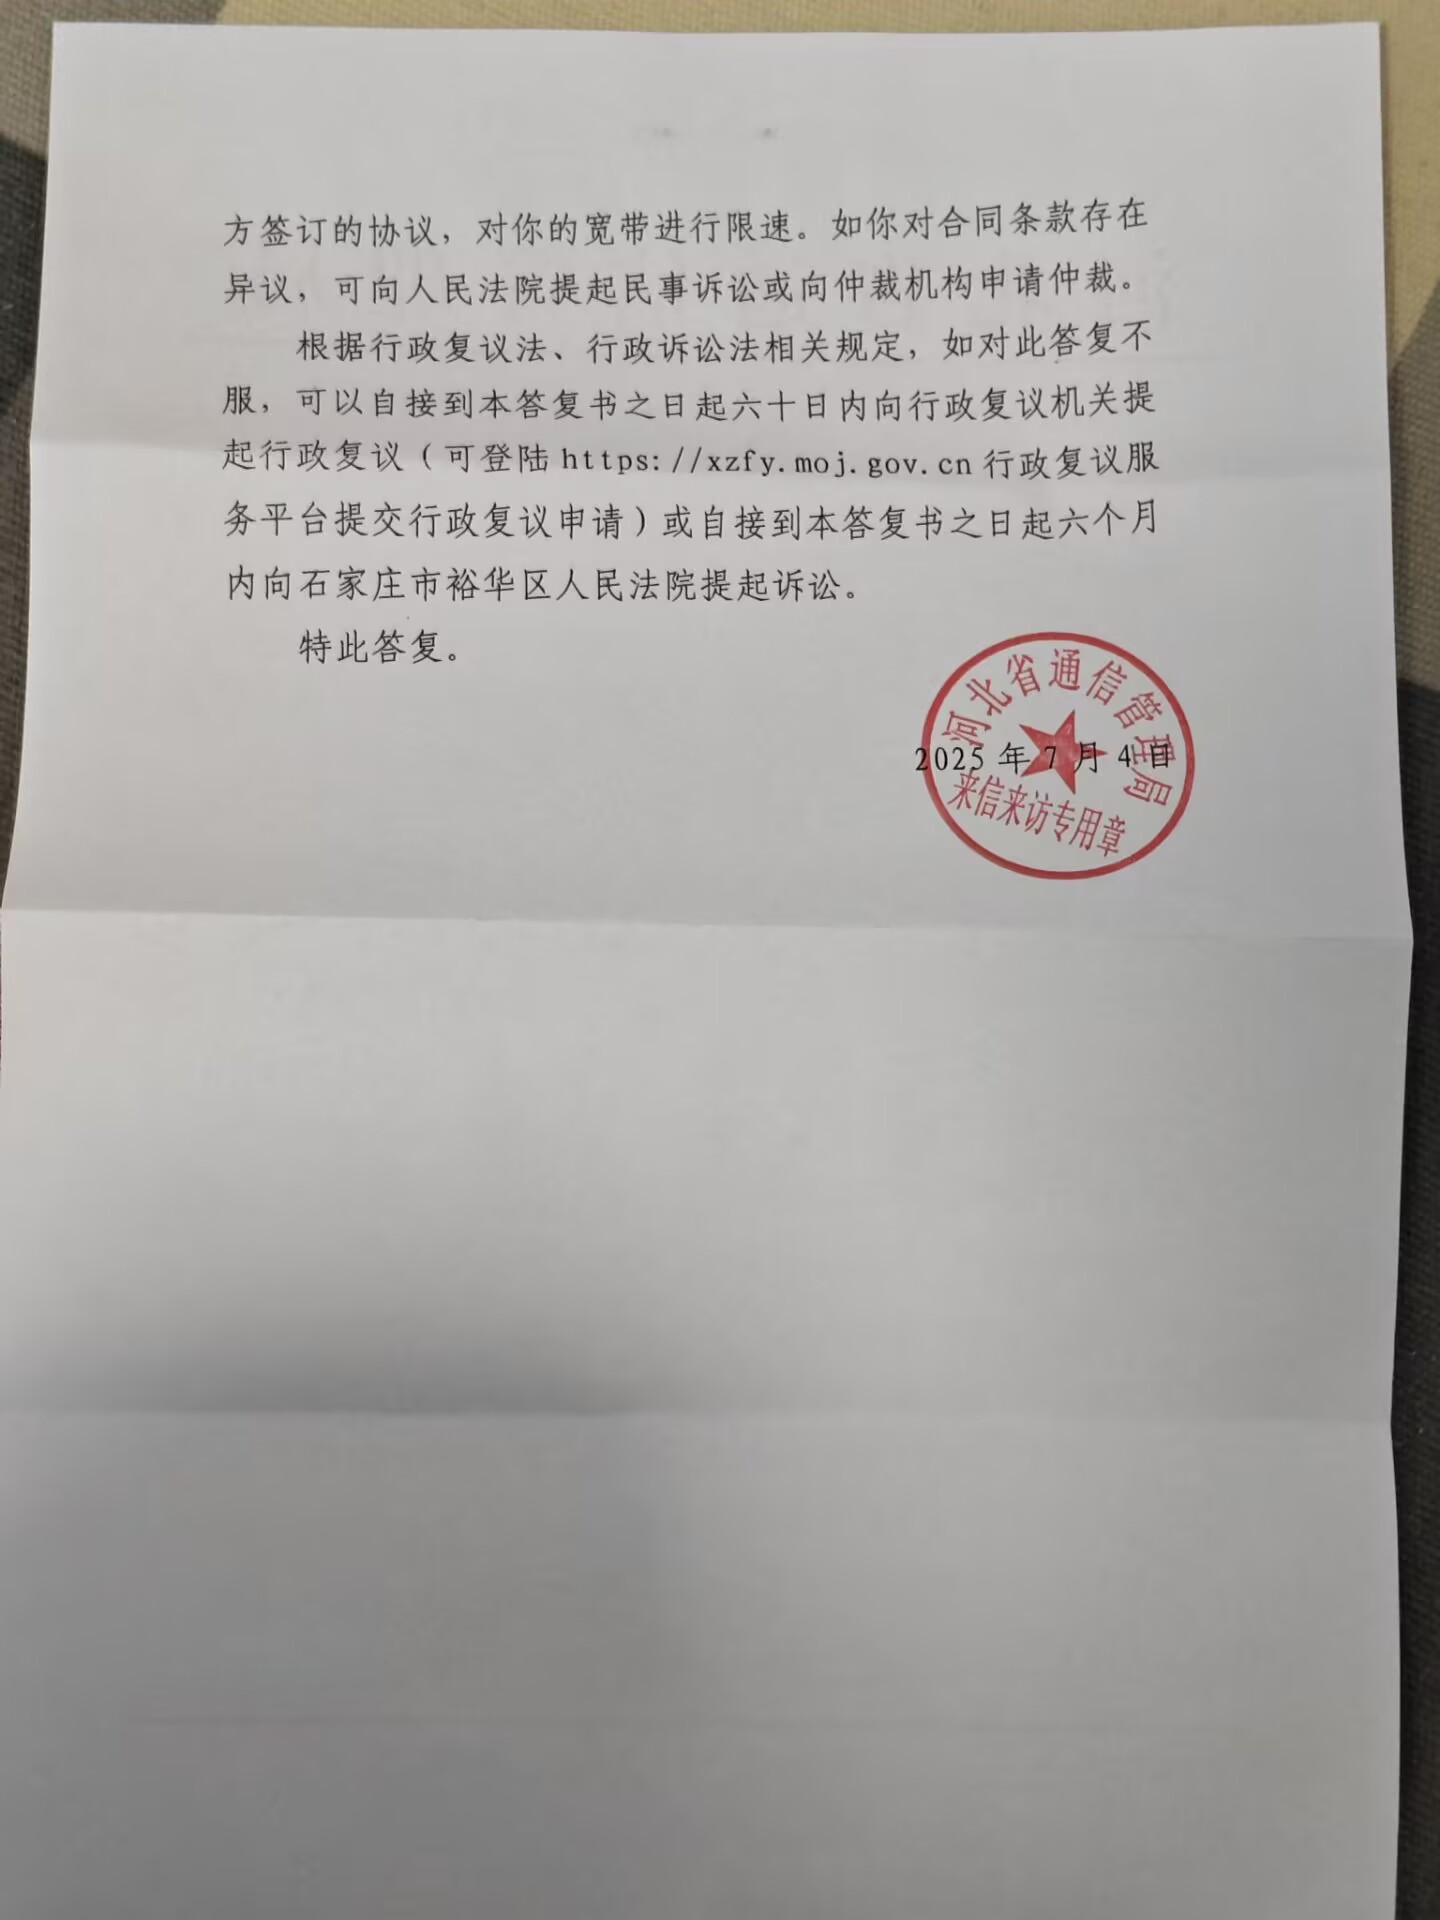 方签订的协议，对你的宽带进行限速。如你对合同条款存在
异议，可向人民法院提起民事诉讼或向仲裁机构申请仲裁。
根据行政复议法、行政诉讼法相关规定，如对此答复不
服，可以自接到本答复书之日起六十日内向行政复议机关提
起行政复议（可登陆 https://xzfy.moj.gov.cn 行政复议服
务平台提交行政复议申请）或自接到本答复书之日起六个月
内向石家庄市裕华区人民法院提起诉讼。
特此答复。
河北省通信管理局
2025 年 7 月 4 日
来信来访专用章